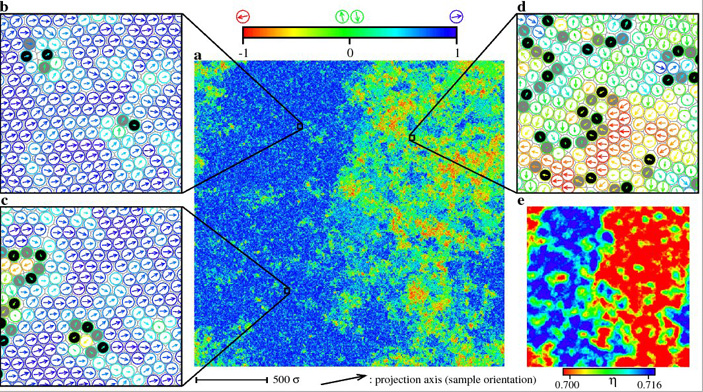 b
d
-1
0
1
a
c
e
500 σ
: projection axis (sample orientation)
0.700
η
0.716